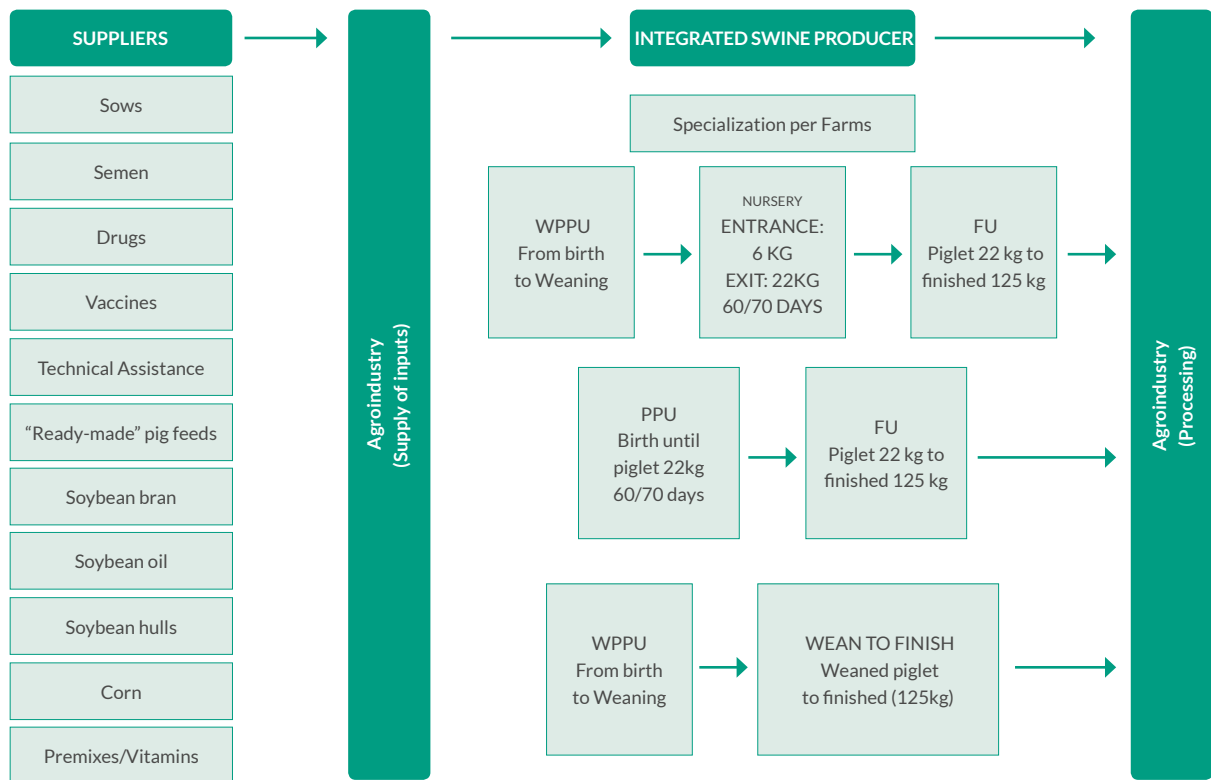 SUPPLIERS
Sows
Semen
Drugs
Vaccines
Technical Assistance
“Ready-made” pig feeds
Soybean bran
Soybean oil
Soybean hulls
Corn
Premixes/Vitamins
Agroindustry
(Supply of inputs)
INTEGRATED SWINE PRODUCER
Specialization per Farms
WPPU
From birth
to Weaning
NURSERY
ENTRANCE:
6 KG
EXIT: 22KG
60/70 DAYS
FU
Piglet 22 kg to
finished 125 kg
PPU
Birth until
piglet 22kg
60/70 days
FU
Piglet 22 kg to
finished 125 kg
WPPU
From birth
to Weaning
WEAN TO FINISH
Weaned piglet
to finished (125kg)
Agroindustry
(Processing)